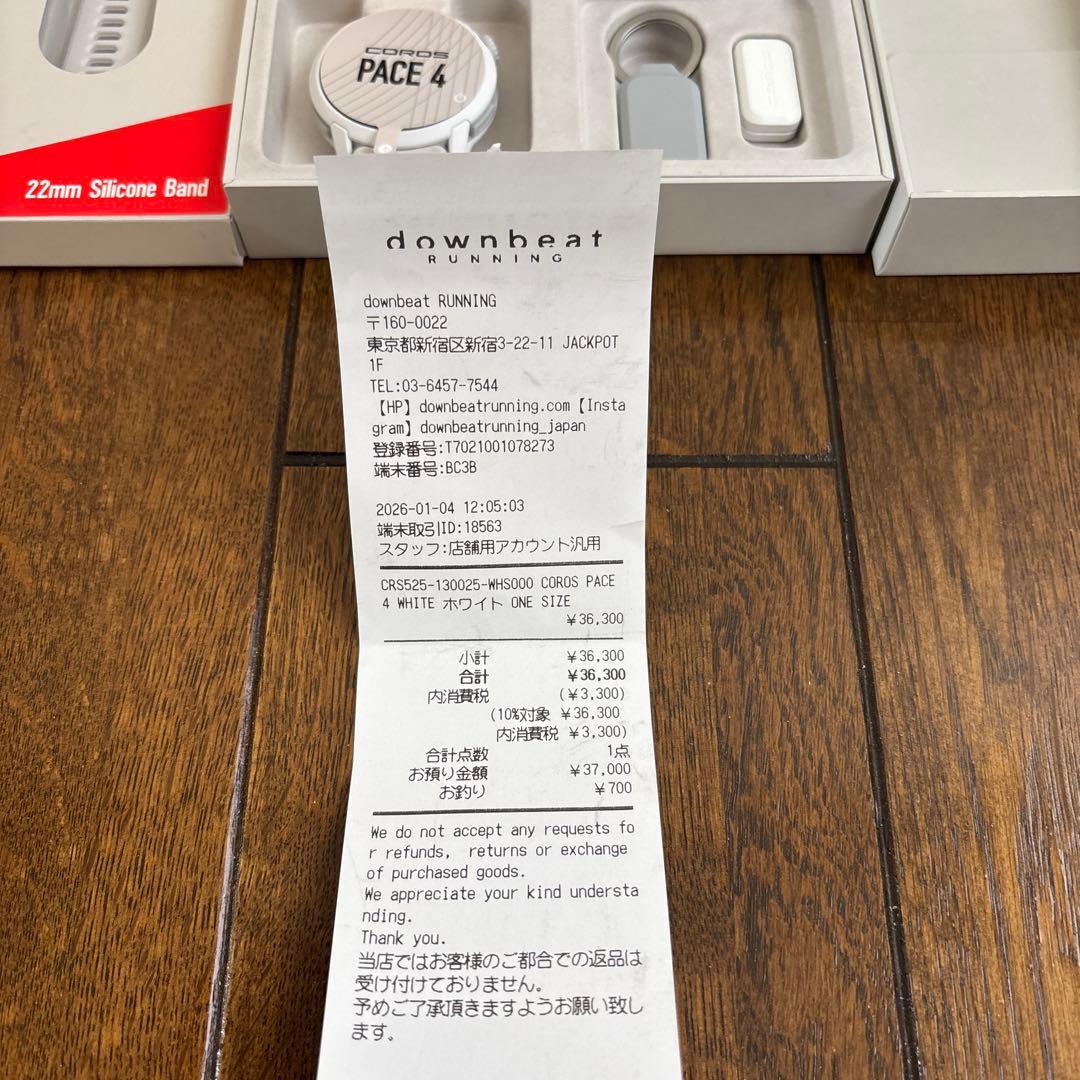 COROS
PACE 4
22mm Silicone Band
downbeat
RUNNING
downbeat RUNNING
〒160-0022
東京都新宿区新宿3-22-11 JACKPOT
1F
TEL:03-6457-7544
【HP】downbeatrunning.com【Insta
gram】downbeatrunning_japan
登録番号:T7021001078273
端末番号:BC3B
2026-01-04 12:05:03
端末取引ID:18563
スタッフ:店舗用アカウント汎用
CRS525-130025-WHS000 COROS PACE
4 WHITE ホワイト ONE SIZE
￥36,300
小計 ￥36,300
合計 ￥36,300
内消費税 (￥3,300)
(10%対象 ￥36,300
内消費税 ￥3,300)
合計点数 1点
お預り金額 ￥37,000
お釣り ￥700
We do not accept any requests fo
r refunds, returns or exchange
of purchased goods.
We appreciate your kind understa
nding.
Thank you.
当店ではお客様のご都合での返品は
受け付けておりません。
予めご了承頂きますようお願い致し
ます。